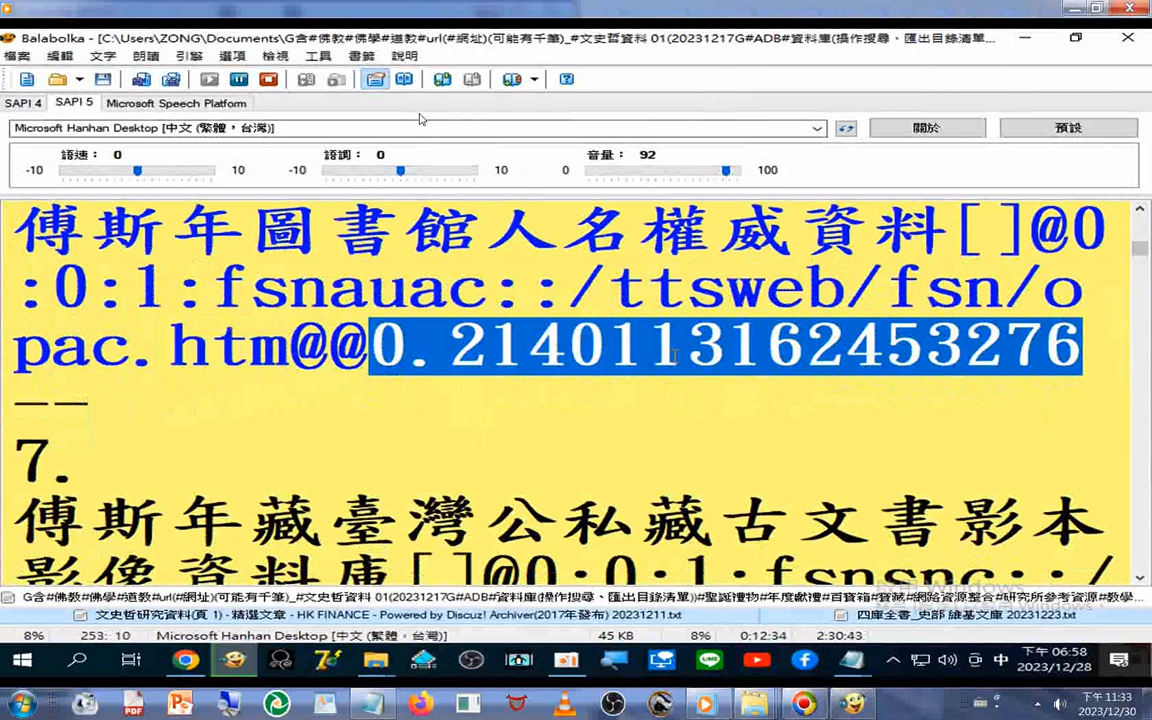 Balabolka - [C:\Users\ZONG\Documents\G含#佛教#佛學#道教#url(#網址)(可能有千筆)_#文史哲資料 01(20231217G#ADB#資料庫(操作搜尋、匯出目錄清單...
檔案 編輯 文字 朗讀 引擎 選項 檢視 工具 書籤 說明
SAPI 4 SAPI 5 Microsoft Speech Platform
Microsoft Hanhan Desktop [中文 (繁體，台灣)] 關於 預設
語速： 0 語調： 0 音量： 92
-10 10 -10 10 0 100
傅斯年圖書館人名權威資料[]@0
:0:1:fsnauac::/ttsweb/fsn/o
pac.htm@@0.2140113162453276
——
7.
傅斯年藏臺灣公私藏古文書影本
影像資料庫[]@0:0:1:fsnsnc::/
G含#佛教#佛學#道教#url(#網址)(可能有千筆)_#文史哲資料 01(20231217G#ADB#資料庫(操作搜尋、匯出目錄清單))#聖誕禮物#年度獻禮#百寶箱#寶藏#網路資源整合#研究所參考資源#教學...
文史哲研究資料(頁 1) - 精選文章 - HK FINANCE - Powered by Discuz! Archiver(2017年發布) 20231211.txt 四庫全書_史部 維基文庫 20231223.txt
8% 253: 10 Microsoft Hanhan Desktop [中文 (繁體，台灣)] 45 KB 8% 0:12:34 2:30:43
中 下午 06:58
2023/12/28
下午 11:33
2023/12/30